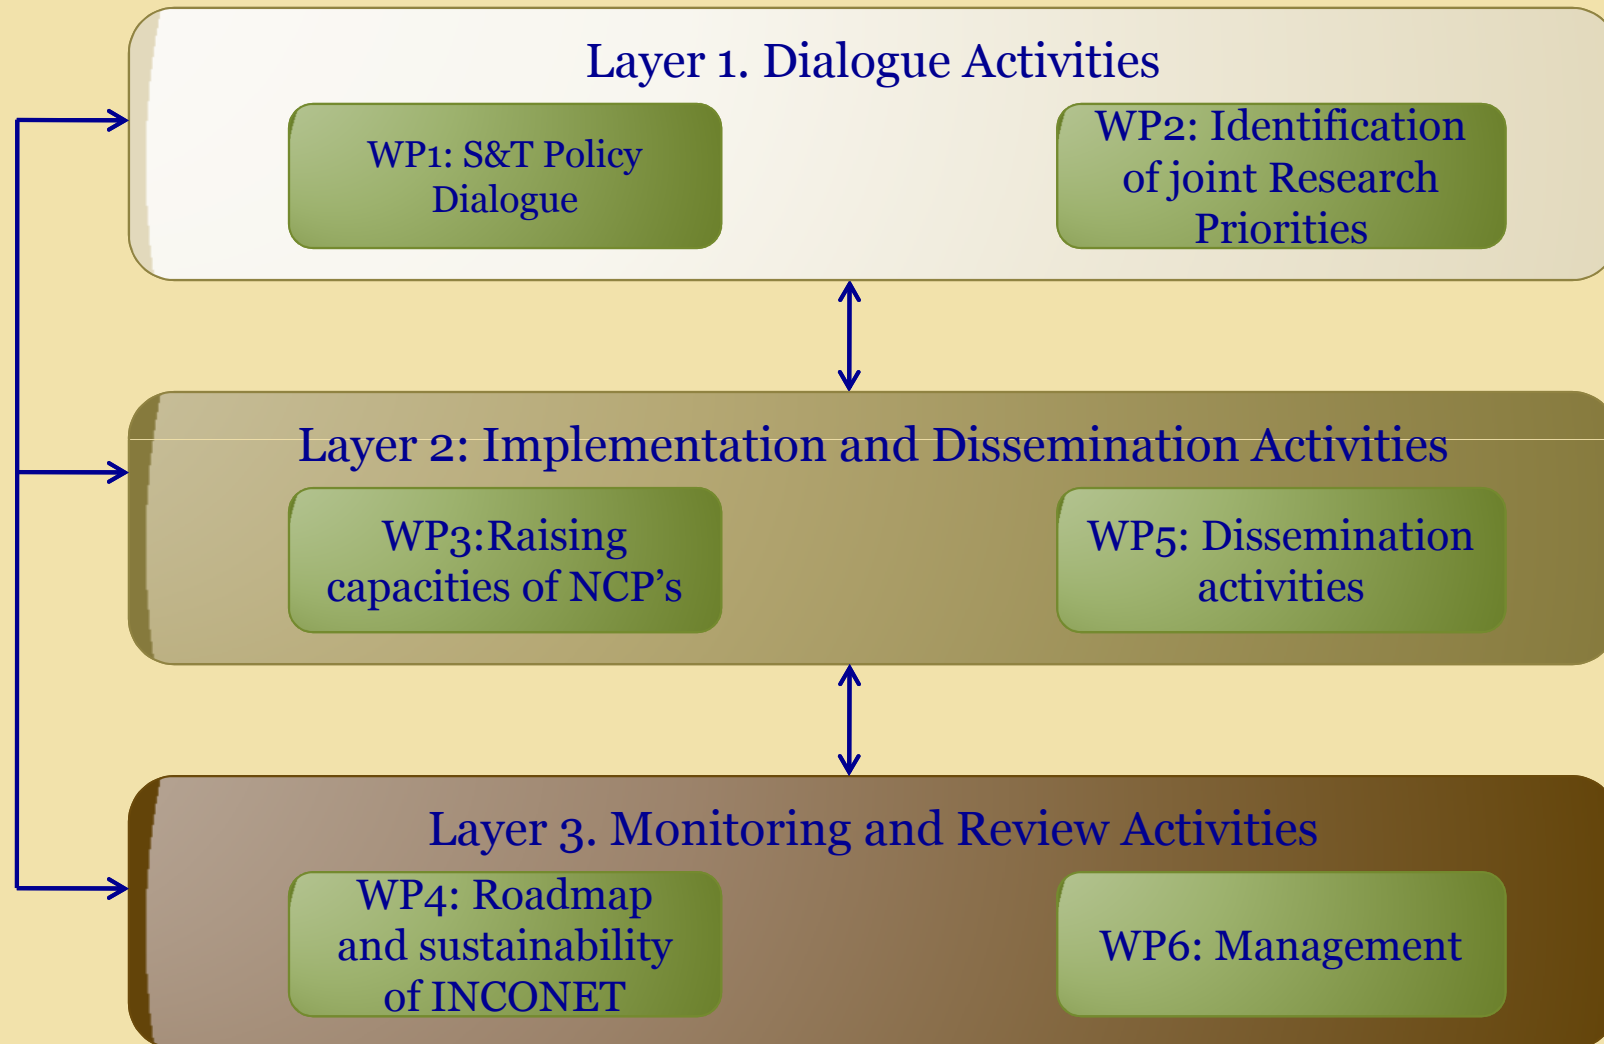 Layer 1. Dialogue Activities
WP1: S&T Policy
Dialogue
WP2: Identification
of joint Research
Priorities
Layer 2: Implementation and Dissemination Activities
WP3:Raising
capacities of NCP’s
WP5: Dissemination
activities
Layer 3. Monitoring and Review Activities
WP4: Roadmap
and sustainability
of INCONET
WP6: Management